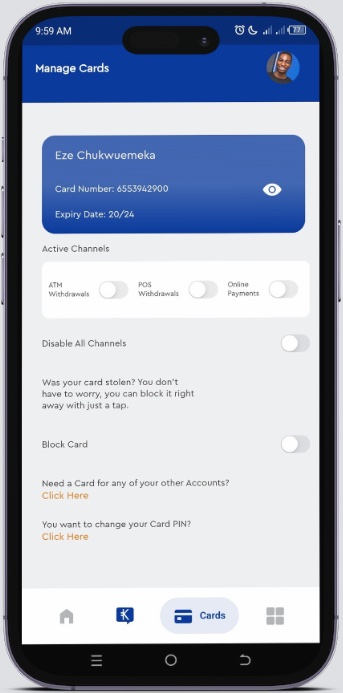 9:59 AM
77
Manage Cards
Eze Chukwuemeka
Card Number: 6553942900
Expiry Date: 20/24
Active Channels
ATM
Withdrawals
POS
Withdrawals
Online
Payments
Disable All Channels
Was your card stolen? You don't
have to worry, you can block it right
away with just a tap.
Block Card
Need a Card for any of your other Accounts?
Click Here
You want to change your Card PIN?
Click Here
Cards